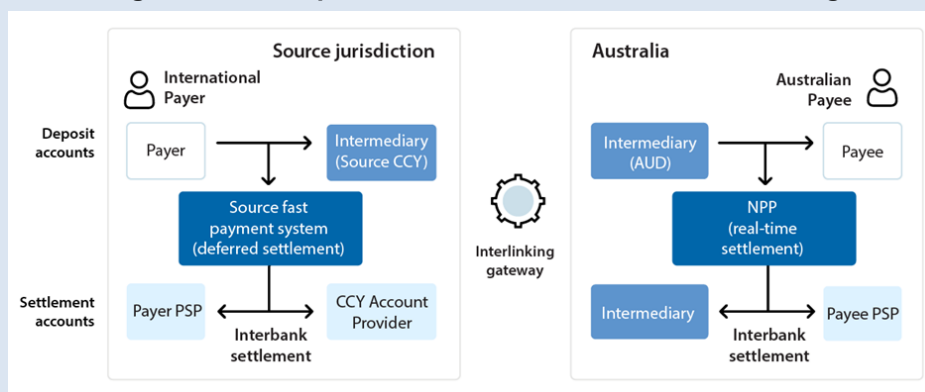 Source jurisdiction
International
Payer
Deposit
accounts
Payer
Intermediary
(Source CCY)
Source fast
payment system
(deferred settlement)
Settlement
accounts
Payer PSP
CCY Account
Provider
Interbank
settlement
Interlinking
gateway
Australia
Australian
Payee
Intermediary
(AUD)
Payee
NPP
(real-time
settlement)
Intermediary
Payee PSP
Interbank
settlement